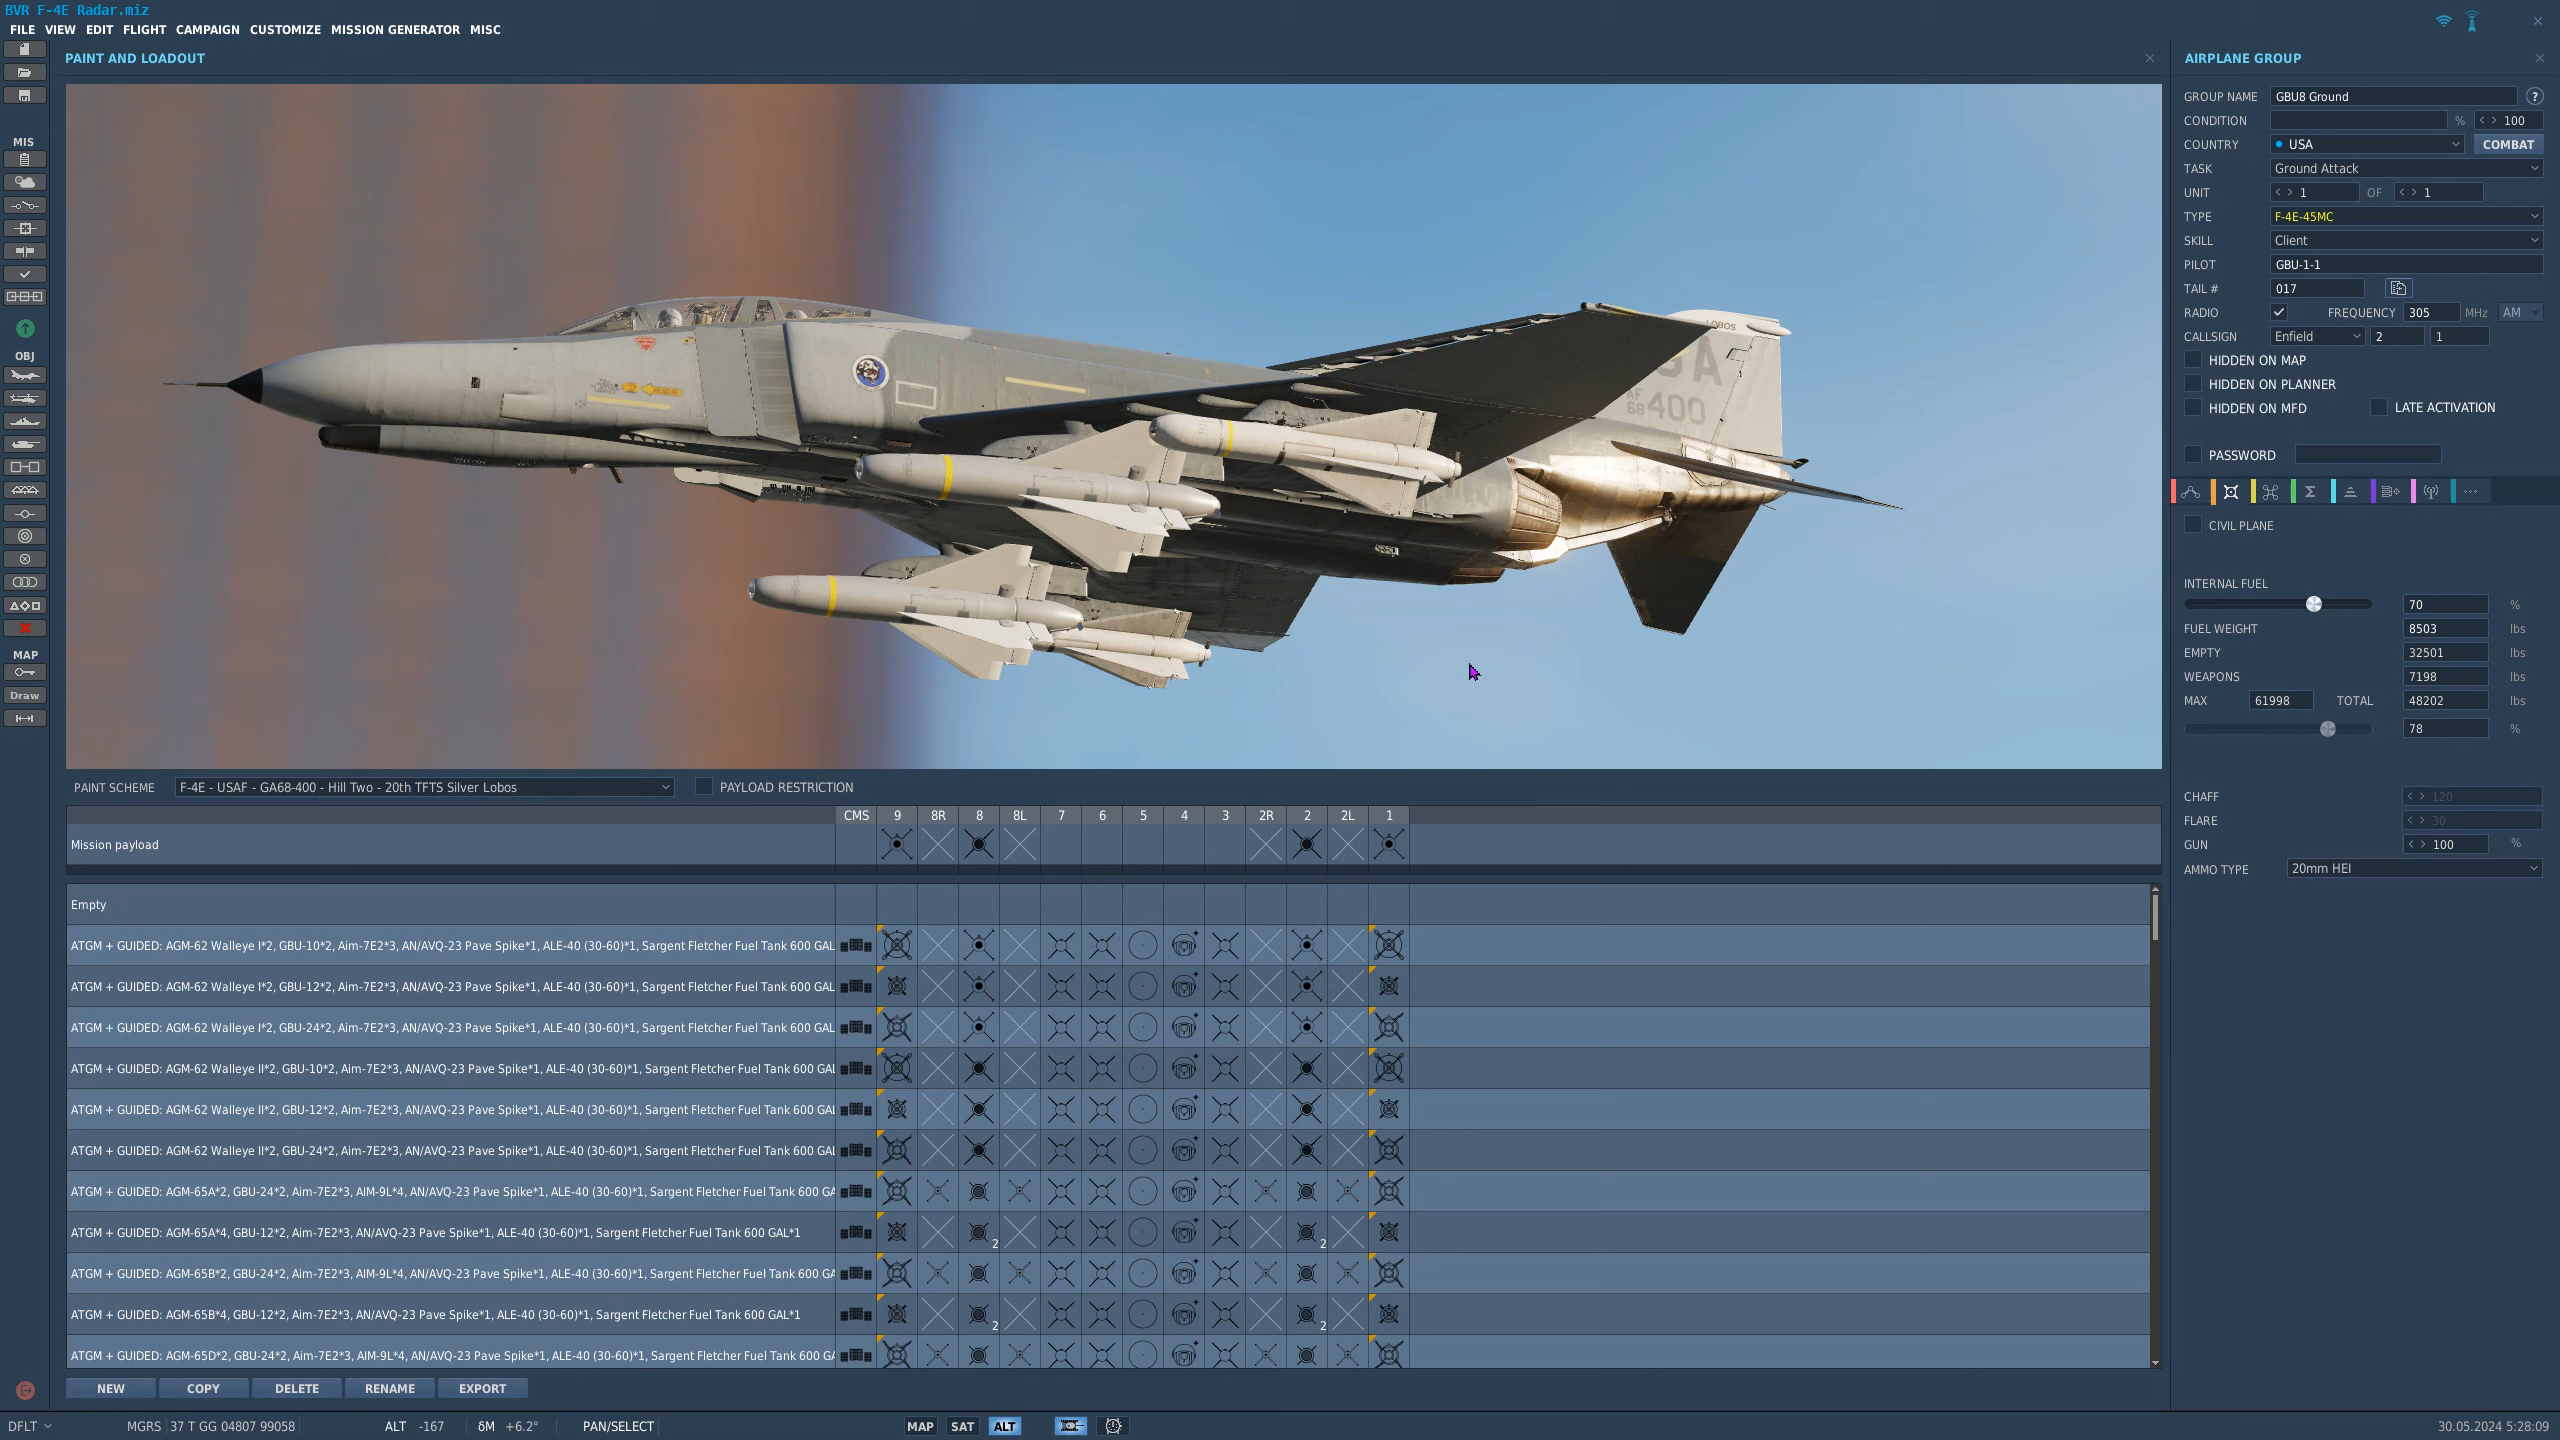 BVR F-4E Radar.miz
FILE VIEW EDIT FLIGHT CAMPAIGN CUSTOMIZE MISSION GENERATOR MISC
PAINT AND LOADOUT
AIRPLANE GROUP
MIS
OBJ
MAP
Draw
LOBOS
A
AF
68 400
RESCUE
GROUP NAME GBU8 Ground ?
CONDITION % < > 100
COUNTRY USA COMBAT
TASK Ground Attack
UNIT < > 1 OF < > 1
TYPE F-4E-45MC
SKILL Client
PILOT GBU-1-1
TAIL # 017
RADIO FREQUENCY 305 MHz AM
CALLSIGN Enfield 2 1
HIDDEN ON MAP
HIDDEN ON PLANNER
HIDDEN ON MFD LATE ACTIVATION
PASSWORD
CIVIL PLANE
INTERNAL FUEL
70 %
FUEL WEIGHT 8503 lbs
EMPTY 32501 lbs
WEAPONS 7198 lbs
MAX 61998 TOTAL 48202 lbs
78 %
CHAFF < > 120
FLARE < > 30
GUN < > 100 %
AMMO TYPE 20mm HEI
PAINT SCHEME F-4E - USAF - GA68-400 - Hill Two - 20th TFTS Silver Lobos PAYLOAD RESTRICTION
CMS 9 8R 8 8L 7 6 5 4 3 2R 2 2L 1
Mission payload
Empty
ATGM + GUIDED: AGM-62 Walleye I*2, GBU-10*2, Aim-7E2*3, AN/AVQ-23 Pave Spike*1, ALE-40 (30-60)*1, Sargent Fletcher Fuel Tank 600 GAL
ATGM + GUIDED: AGM-62 Walleye I*2, GBU-12*2, Aim-7E2*3, AN/AVQ-23 Pave Spike*1, ALE-40 (30-60)*1, Sargent Fletcher Fuel Tank 600 GAL
ATGM + GUIDED: AGM-62 Walleye I*2, GBU-24*2, Aim-7E2*3, AN/AVQ-23 Pave Spike*1, ALE-40 (30-60)*1, Sargent Fletcher Fuel Tank 600 GAL
ATGM + GUIDED: AGM-62 Walleye II*2, GBU-10*2, Aim-7E2*3, AN/AVQ-23 Pave Spike*1, ALE-40 (30-60)*1, Sargent Fletcher Fuel Tank 600 GAL
ATGM + GUIDED: AGM-62 Walleye II*2, GBU-12*2, Aim-7E2*3, AN/AVQ-23 Pave Spike*1, ALE-40 (30-60)*1, Sargent Fletcher Fuel Tank 600 GAL
ATGM + GUIDED: AGM-62 Walleye II*2, GBU-24*2, Aim-7E2*3, AN/AVQ-23 Pave Spike*1, ALE-40 (30-60)*1, Sargent Fletcher Fuel Tank 600 GAL
ATGM + GUIDED: AGM-65A*2, GBU-24*2, Aim-7E2*3, AIM-9L*4, AN/AVQ-23 Pave Spike*1, ALE-40 (30-60)*1, Sargent Fletcher Fuel Tank 600 GA
ATGM + GUIDED: AGM-65A*4, GBU-12*2, Aim-7E2*3, AN/AVQ-23 Pave Spike*1, ALE-40 (30-60)*1, Sargent Fletcher Fuel Tank 600 GAL*1 2 2
ATGM + GUIDED: AGM-65B*2, GBU-24*2, Aim-7E2*3, AIM-9L*4, AN/AVQ-23 Pave Spike*1, ALE-40 (30-60)*1, Sargent Fletcher Fuel Tank 600 GA
ATGM + GUIDED: AGM-65B*4, GBU-12*2, Aim-7E2*3, AN/AVQ-23 Pave Spike*1, ALE-40 (30-60)*1, Sargent Fletcher Fuel Tank 600 GAL*1 2 2
ATGM + GUIDED: AGM-65D*2, GBU-24*2, Aim-7E2*3, AIM-9L*4, AN/AVQ-23 Pave Spike*1, ALE-40 (30-60)*1, Sargent Fletcher Fuel Tank 600 GA
NEW COPY DELETE RENAME EXPORT
DFLT MGRS 37 T GG 04807 99058 ALT -167 δM +6.2° PAN/SELECT MAP SAT ALT 30.05.2024 5:28:09